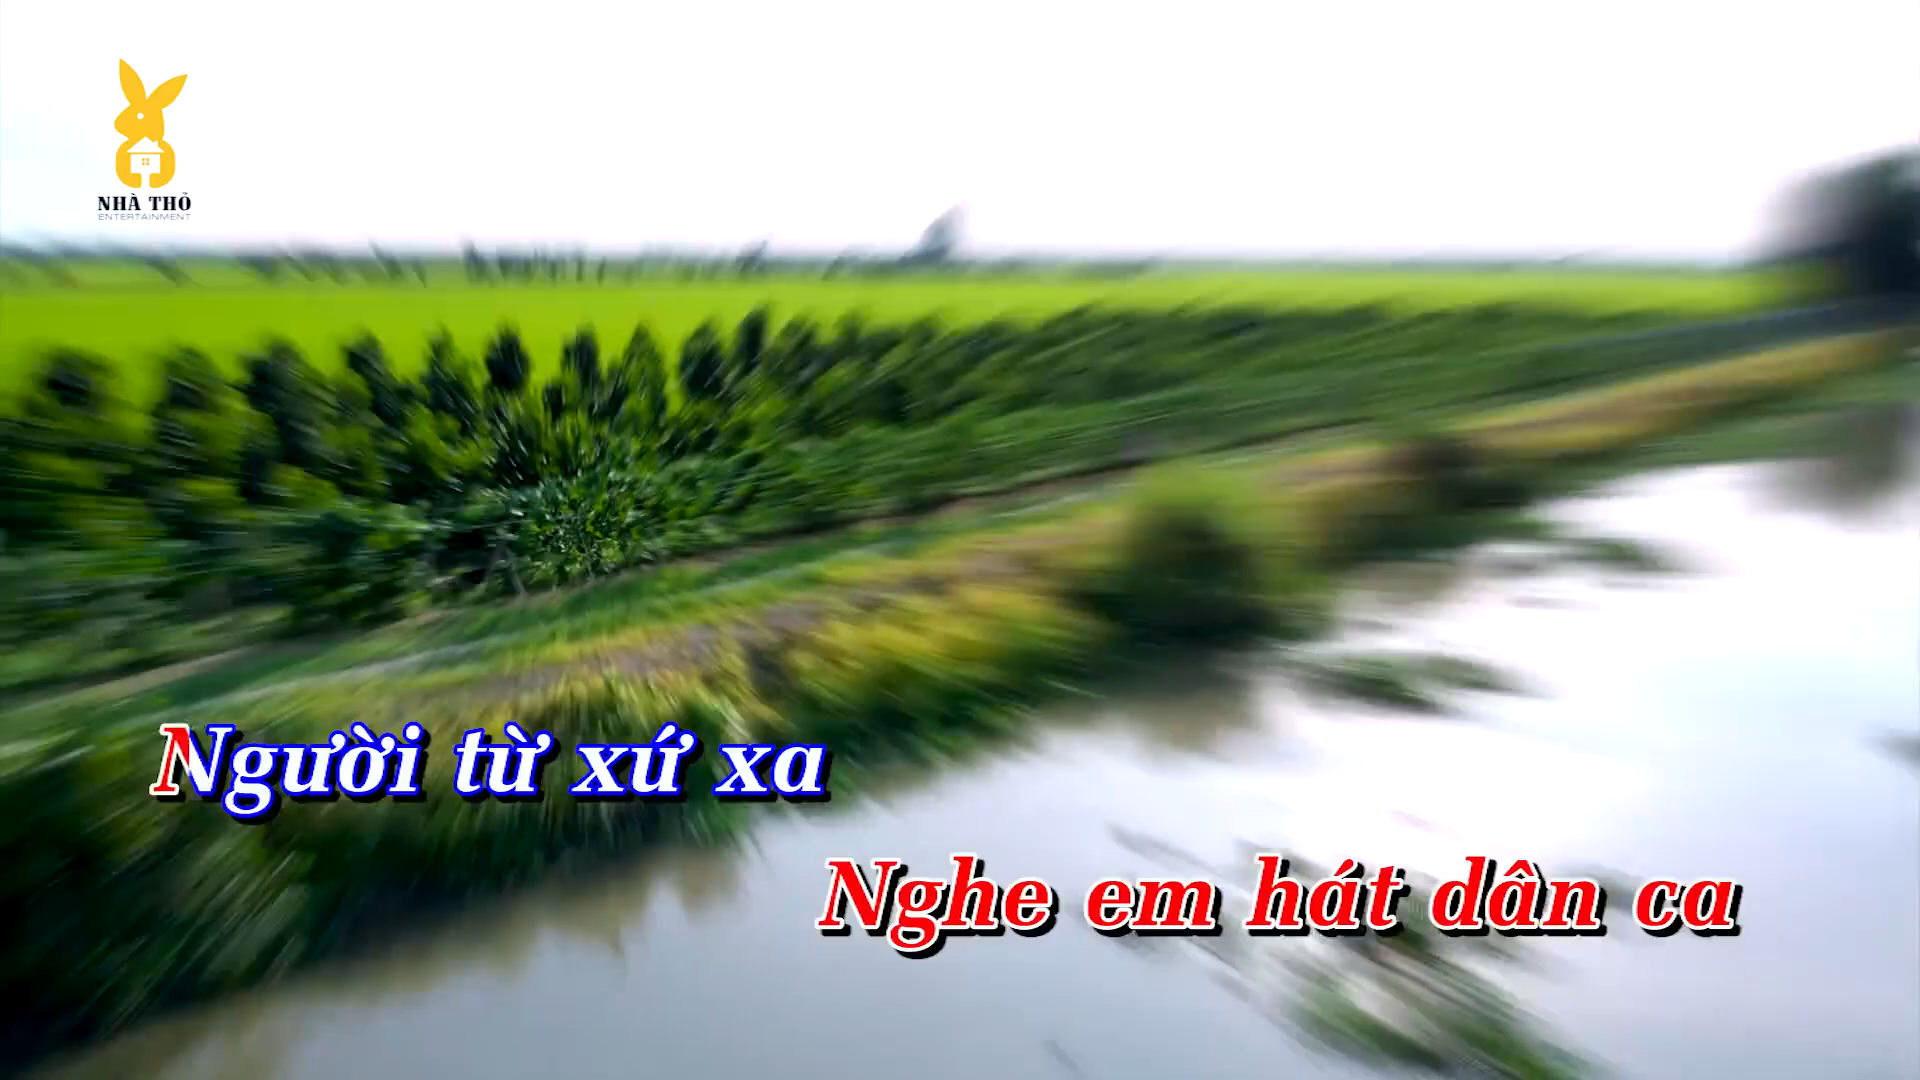 NHÀ THỎ
ENTERTAINMENT
Người từ xứ xa
Nghe em hát dân ca